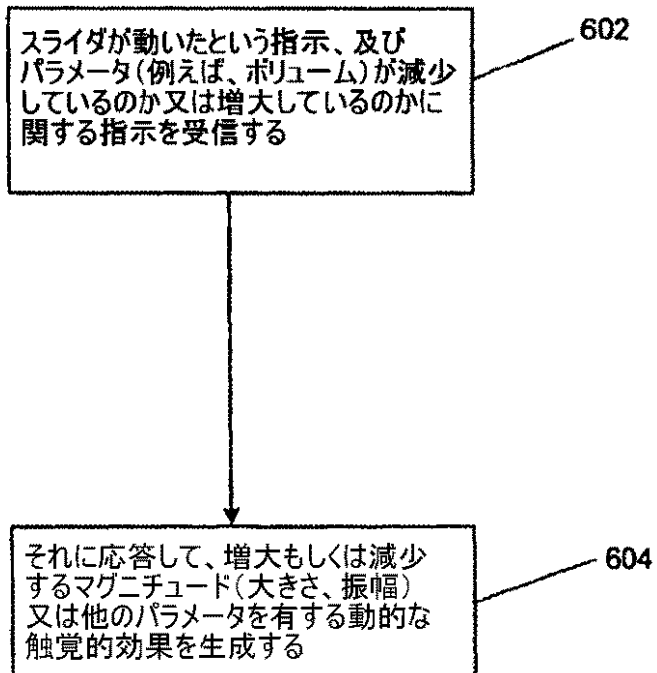 スライダが動いたという指示、及び
パラメータ(例えば、ボリューム)が減少
しているのか又は増大しているのかに
関する指示を受信する
602
それに応答して、増大もしくは減少
するマグニチュード(大きさ、振幅)
又は他のパラメータを有する動的な
触覚的効果を生成する
604